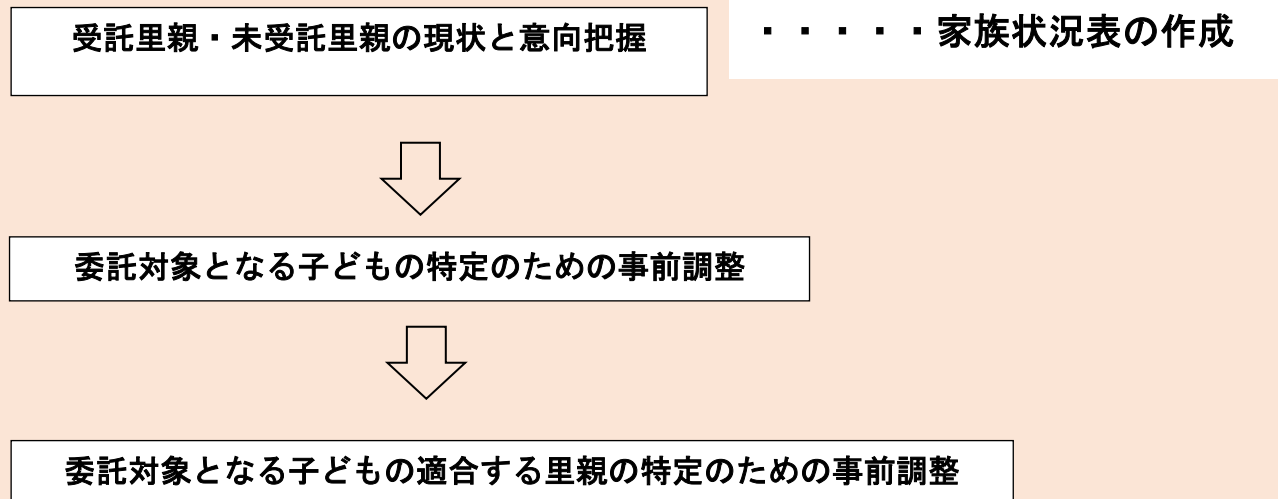 受託里親・未受託里親の現状と意向把握
・・・・・家族状況表の作成
委託対象となる子どもの特定のための事前調整
委託対象となる子どもの適合する里親の特定のための事前調整